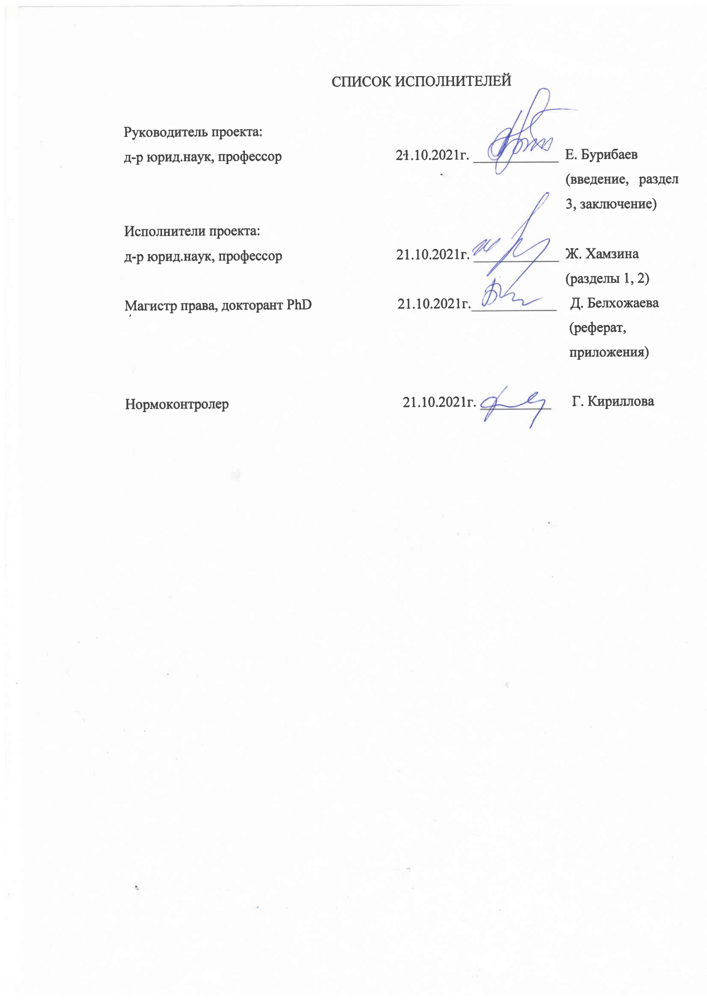 СПИСОК ИСПОЛНИТЕЛЕЙ
Руководитель проекта:
д-р юрид.наук, профессор 21.10.2021г. Е. Бурибаев
(введение, раздел
3, заключение)
Исполнители проекта:
д-р юрид.наук, профессор 21.10.2021г. Ж. Хамзина
(разделы 1, 2)
Магистр права, докторант PhD 21.10.2021г. Д. Белхожаева
(реферат,
приложения)
Нормоконтролер 21.10.2021г. Г. Кириллова